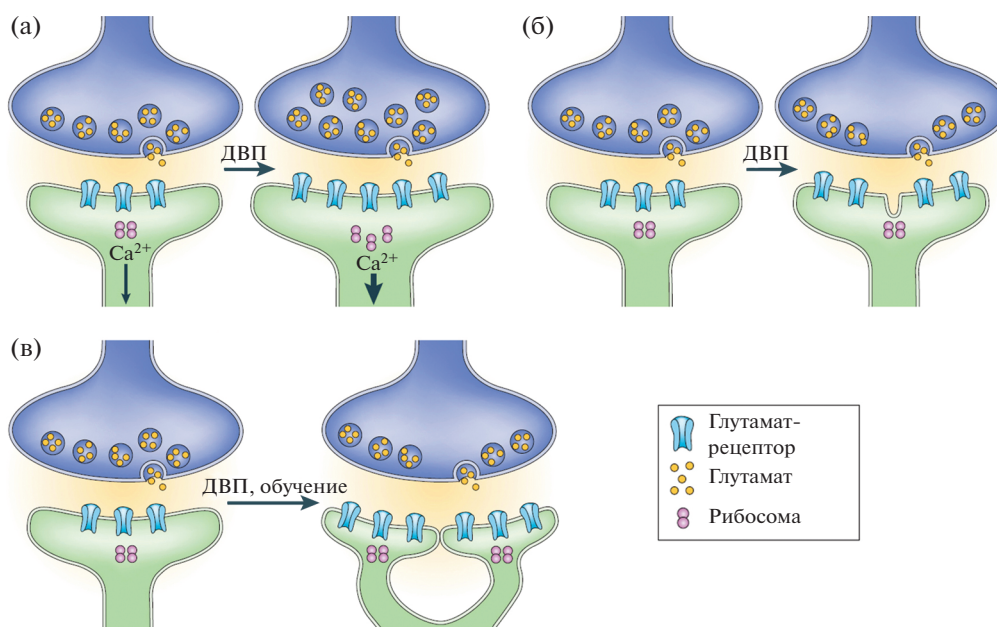 (а)
ДВП
Ca²⁺
Ca²⁺
(б)
ДВП
(в)
ДВП, обучение
Глутамат-
рецептор
Глутамат
Рибосома